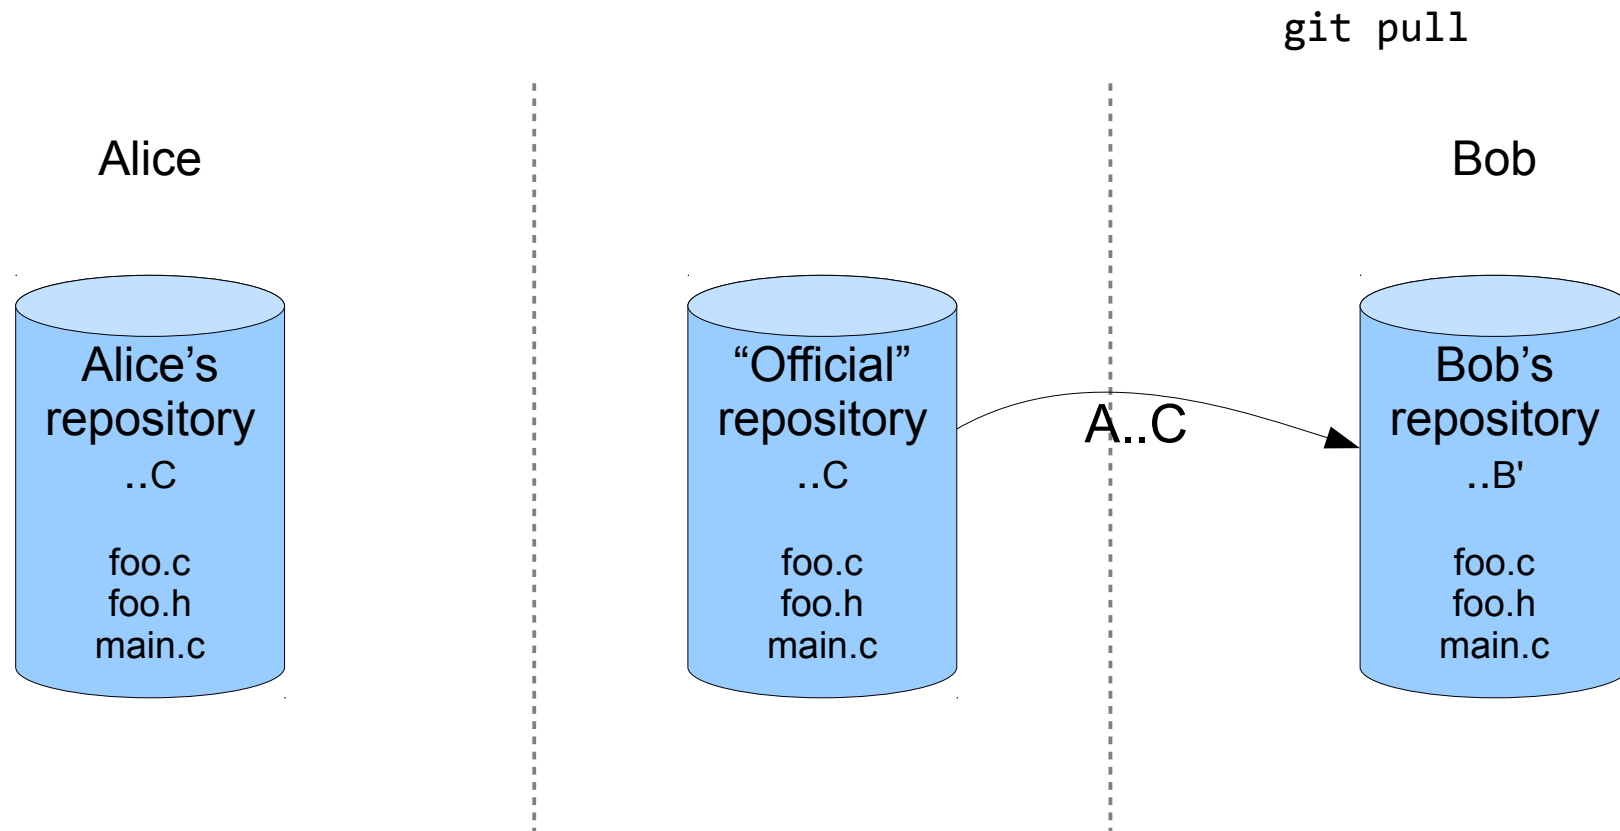 git pull
Alice
Bob
Alice’s
repository
..C
foo.c
foo.h
main.c
“Official”
repository
..C
foo.c
foo.h
main.c
A..C
Bob’s
repository
..B'
foo.c
foo.h
main.c